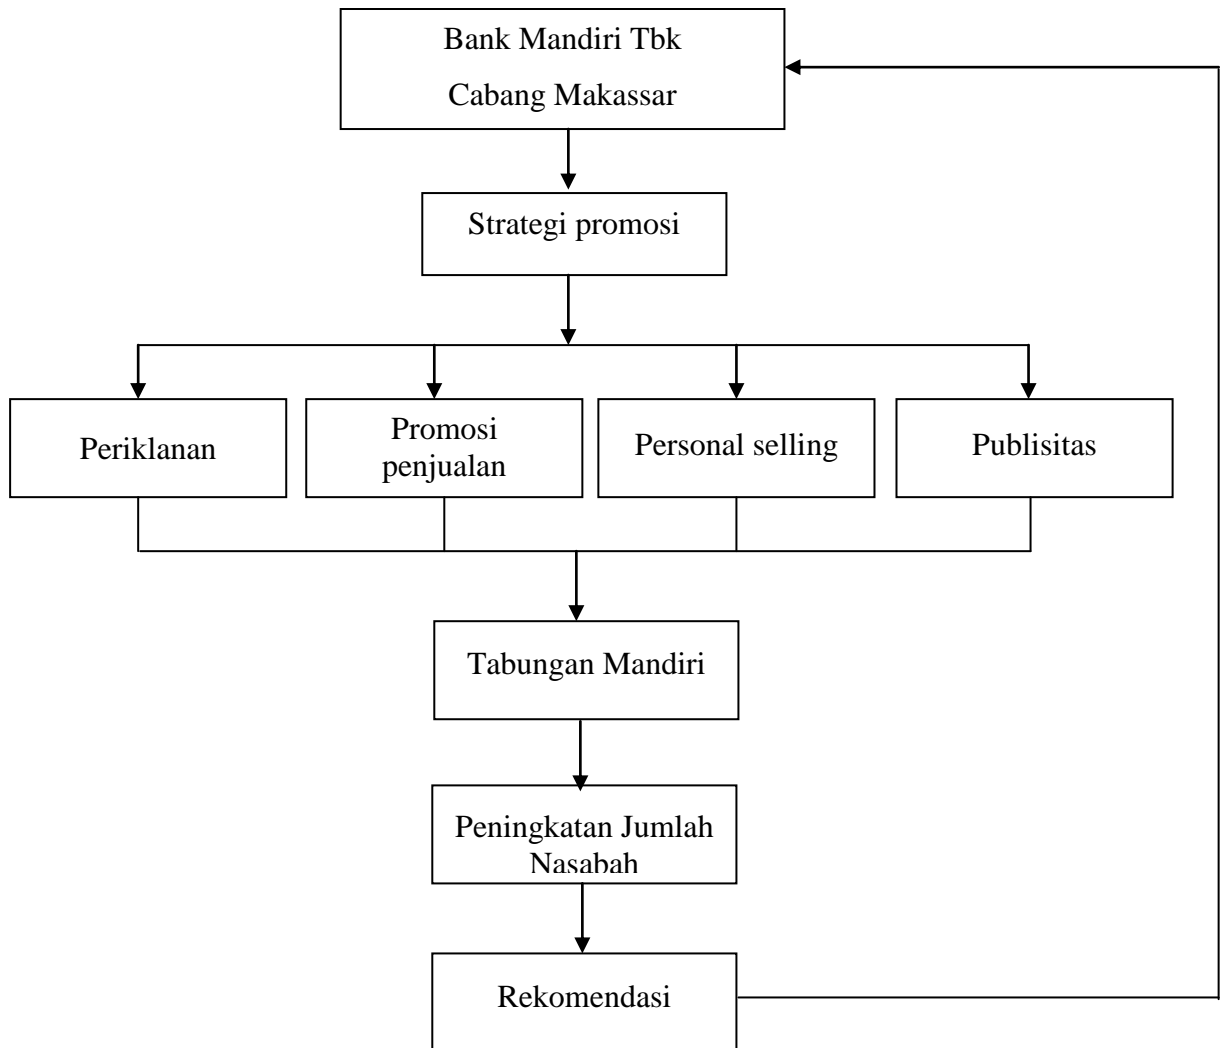 Bank Mandiri Tbk
Cabang Makassar
Strategi promosi
Periklanan
Promosi
penjualan
Personal selling
Publisitas
Tabungan Mandiri
Peningkatan Jumlah
Nasabah
Rekomendasi